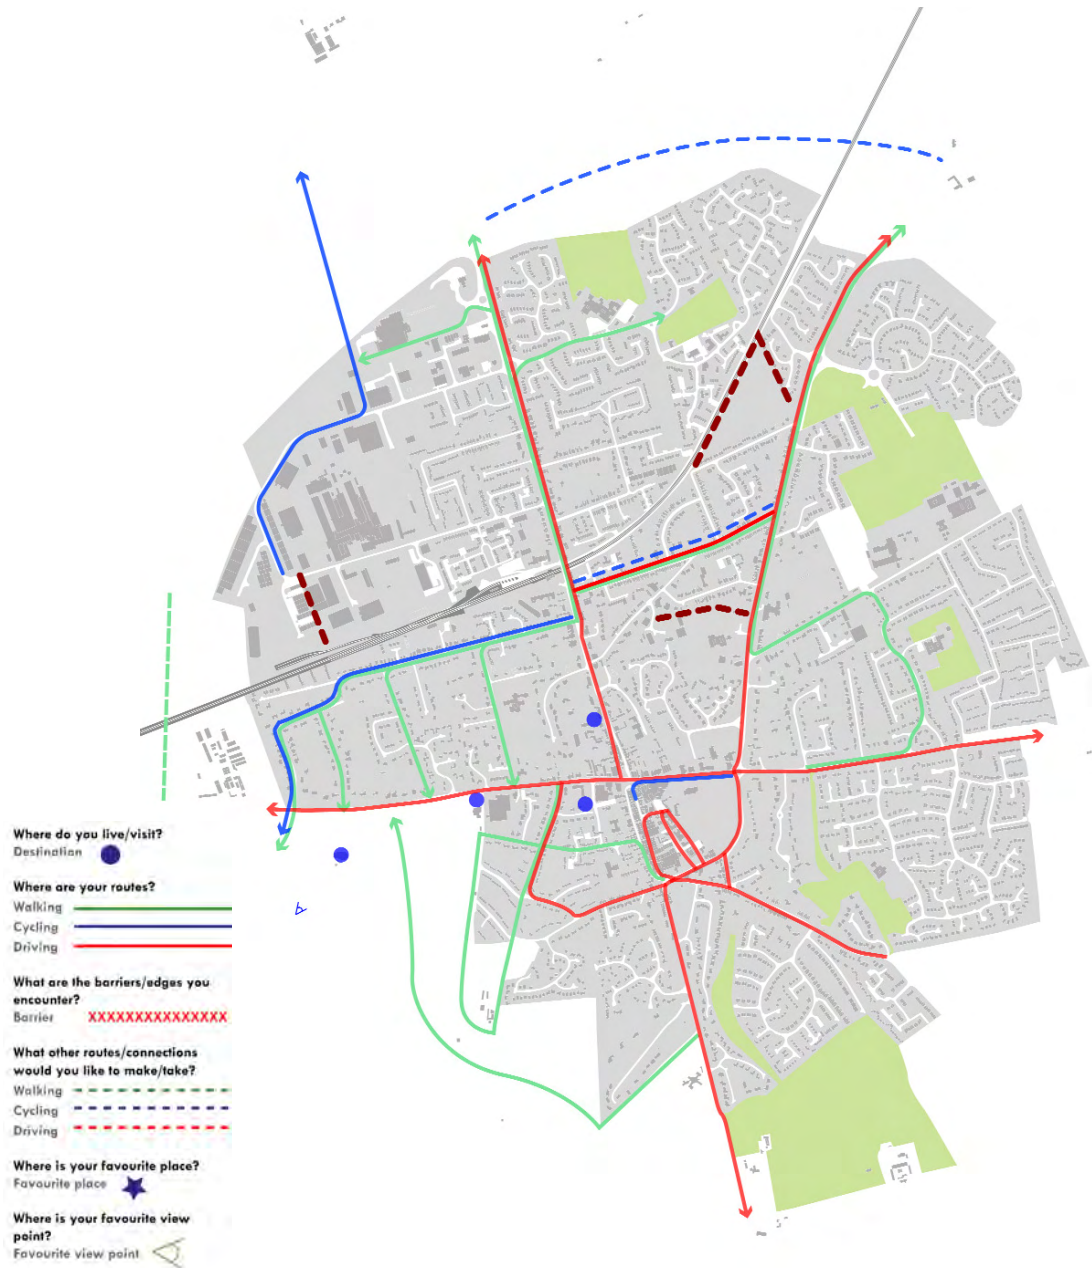 Where do you live/visit?
Destination
Where are your routes?
Walking
Cycling
Driving
What are the barriers/edges you
encounter?
Barrier XXXXXXXXXXXXXXX
What other routes/connections
would you like to make/take?
Walking
Cycling
Driving
Where is your favourite place?
Favourite place
Where is your favourite view
point?
Favourite view point